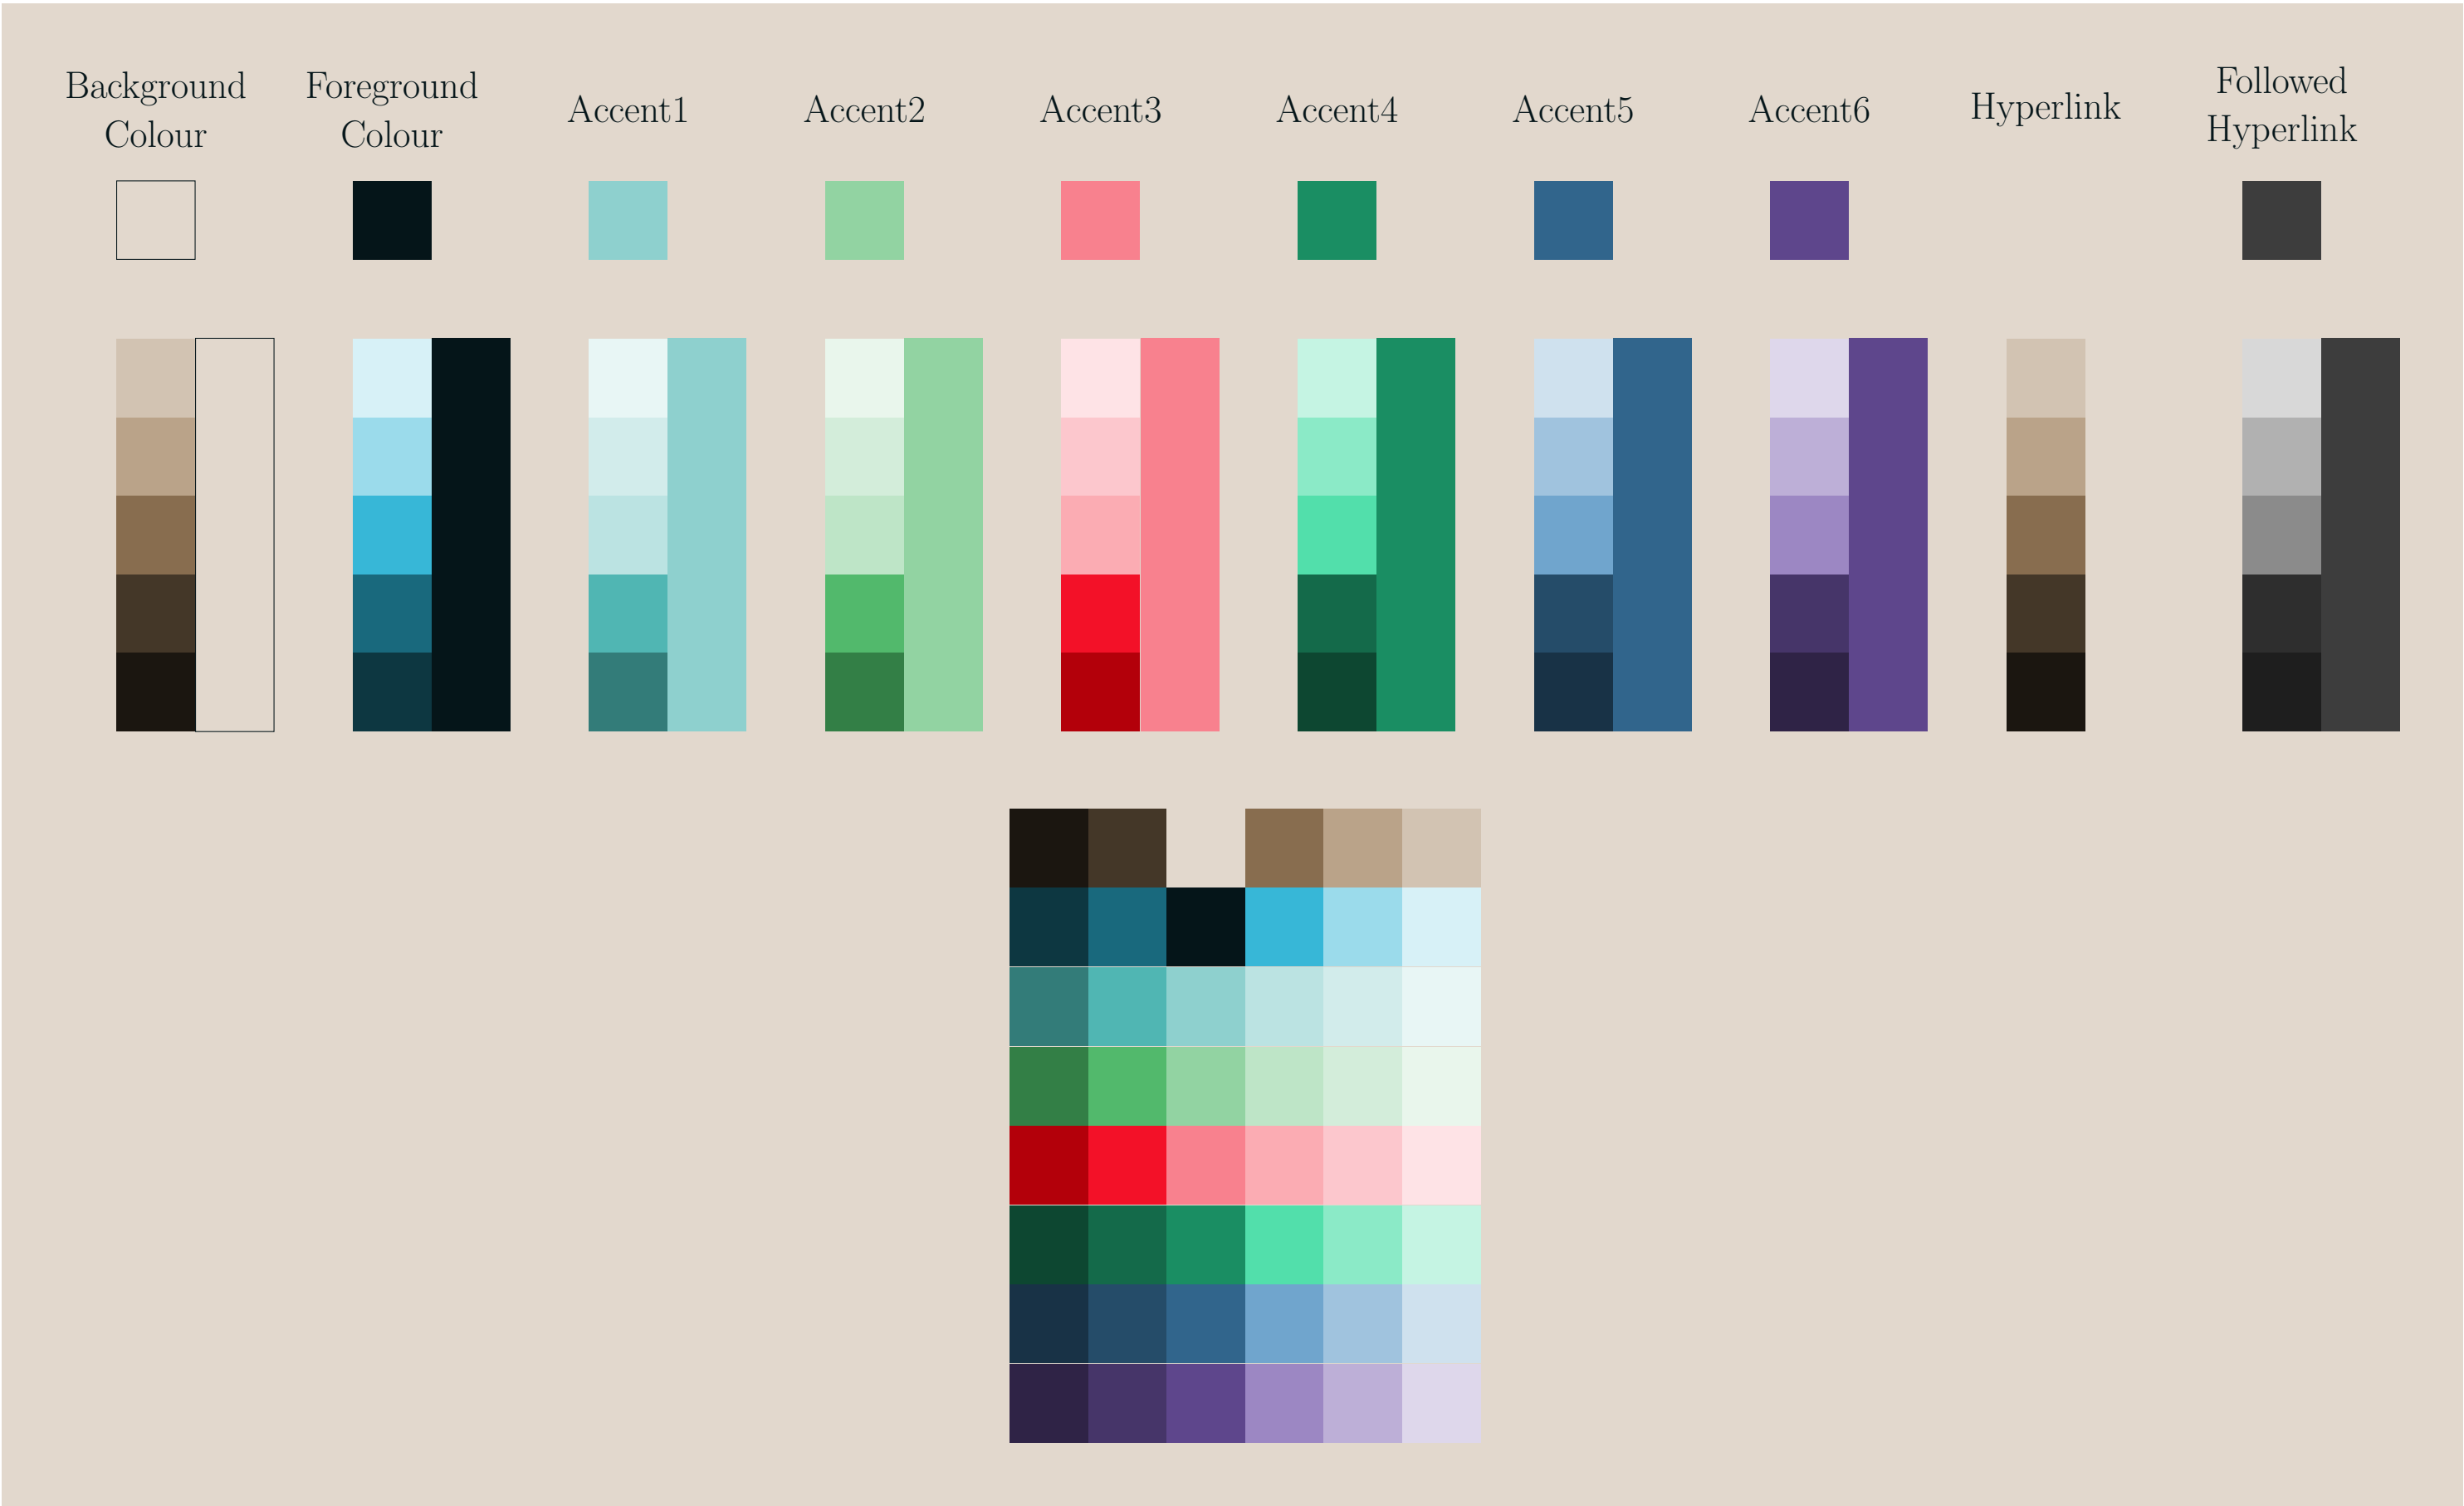 Background
Colour
Foreground
Colour
Accent1
Accent2
Accent3
Accent4
Accent5
Accent6
Hyperlink
Followed
Hyperlink